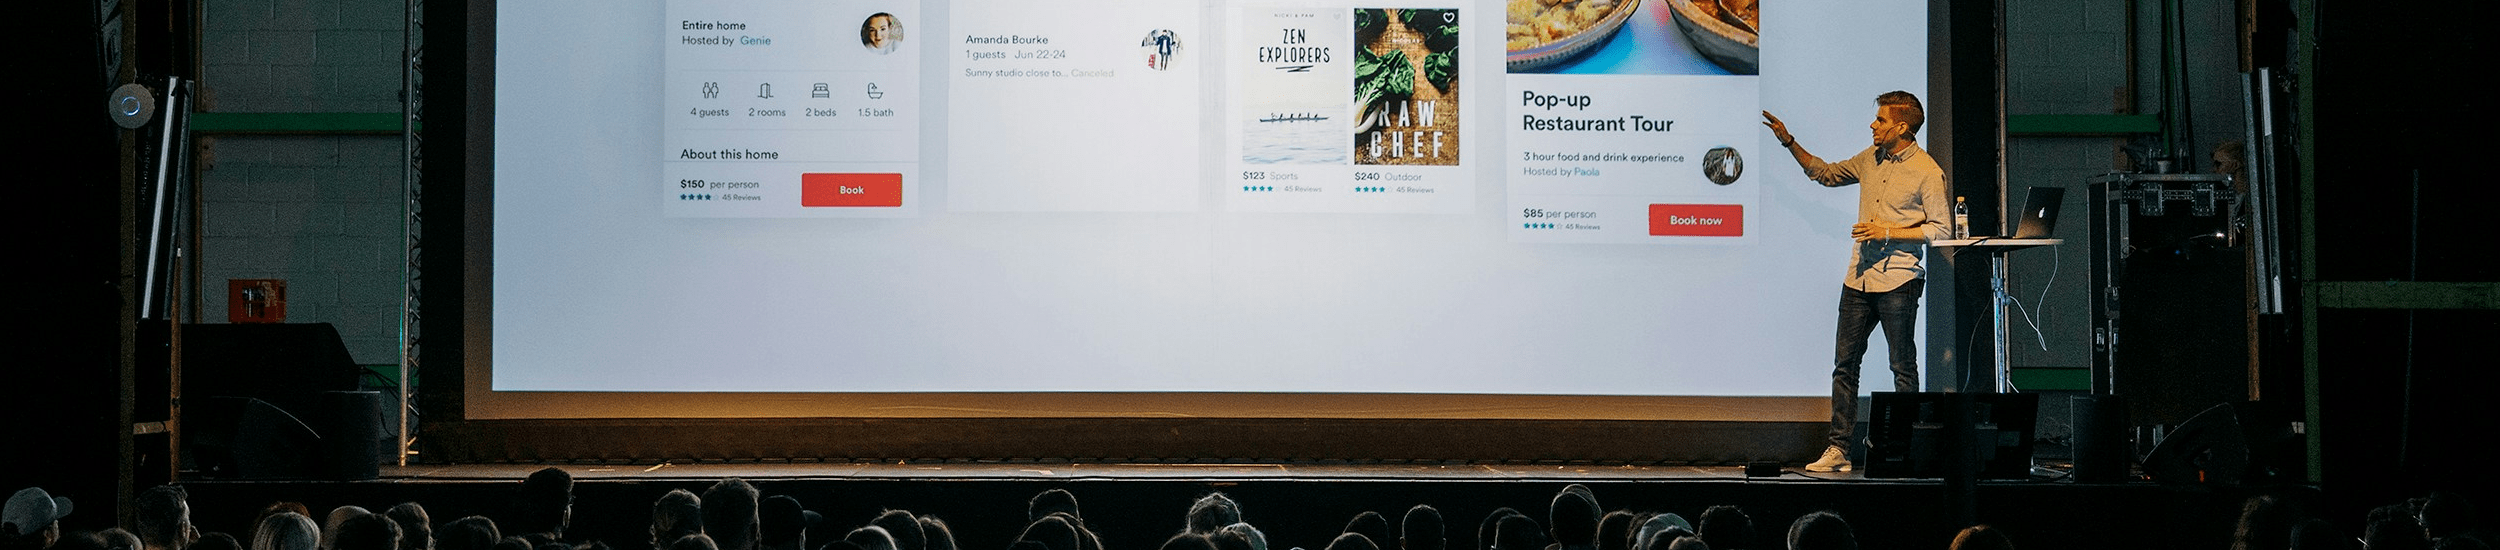 Entire home
Hosted by Genie
4 guests 2 rooms 2 beds 1.5 bath
About this home
$150 per person
45 Reviews
Book
Amanda Bourke
1 guests Jun 22-24
Sunny studio close to... Canceled
NICKI & PAM
ZEN
EXPLORERS
$123 Sports
45 Reviews
RAW
CHEF
$240 Outdoor
45 Reviews
Pop-up
Restaurant Tour
3 hour food and drink experience
Hosted by Paola
$85 per person
45 Reviews
Book now